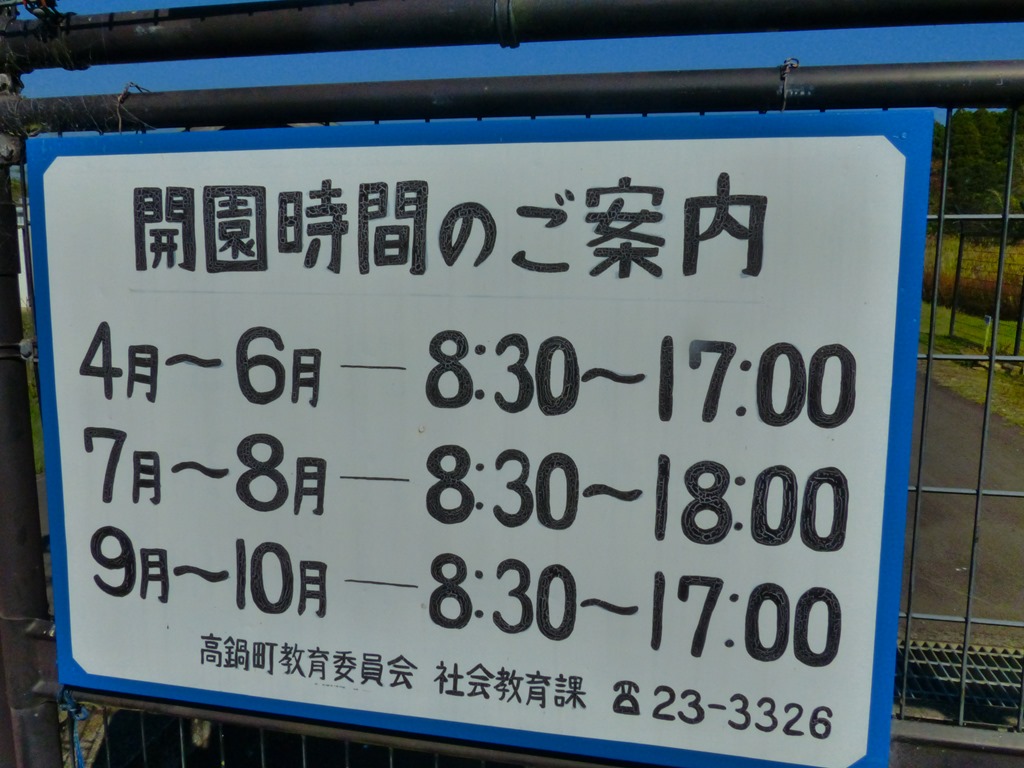 開園時間のご案内
4月～6月 — 8:30～17:00
7月～8月 — 8:30～18:00
9月～10月 — 8:30～17:00
高鍋町教育委員会 社会教育課 ☎23-3326